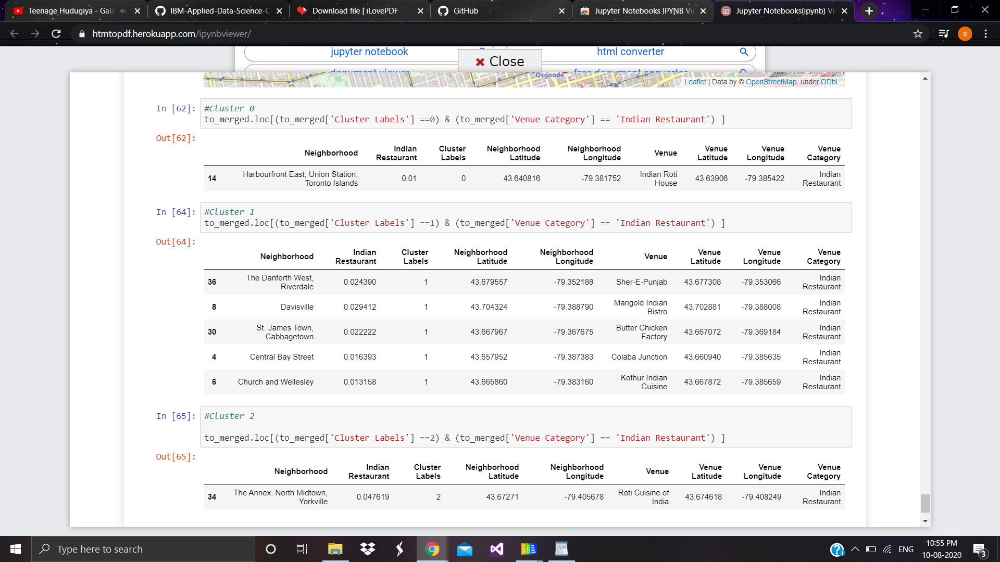 Teenage Hudugiya - Gala
IBM-Applied-Data-Science-C
Download file | iLovePDF
GitHub
Jupyter Notebooks IPYNB Vie
Jupyter Notebooks(ipynb) Vi
htmtopdf.herokuapp.com/ipynbviewer/
S
jupyter notebook
html converter
Close
document viewer
free document converter
Osgoode
Leaflet | Data by © OpenStreetMap, under ODbL.
In [62]:
#Cluster 0
to_merged.loc[(to_merged['Cluster Labels'] ==0) & (to_merged['Venue Category'] == 'Indian Restaurant') ]
Out[62]:
Neighborhood Indian Restaurant Cluster Labels Neighborhood Latitude Neighborhood Longitude Venue Venue Latitude Venue Longitude Venue Category
14 Harbourfront East, Union Station, Toronto Islands 0.01 0 43.640816 -79.381752 Indian Roti House 43.63906 -79.385422 Indian Restaurant
In [64]:
#Cluster 1
to_merged.loc[(to_merged['Cluster Labels'] ==1) & (to_merged['Venue Category'] == 'Indian Restaurant') ]
Out[64]:
Neighborhood Indian Restaurant Cluster Labels Neighborhood Latitude Neighborhood Longitude Venue Venue Latitude Venue Longitude Venue Category
36 The Danforth West, Riverdale 0.024390 1 43.679557 -79.352188 Sher-E-Punjab 43.677308 -79.353066 Indian Restaurant
8 Davisville 0.029412 1 43.704324 -79.388790 Marigold Indian Bistro 43.702881 -79.388008 Indian Restaurant
30 St. James Town, Cabbagetown 0.022222 1 43.667967 -79.367675 Butter Chicken Factory 43.667072 -79.369184 Indian Restaurant
4 Central Bay Street 0.016393 1 43.657952 -79.387383 Colaba Junction 43.660940 -79.385635 Indian Restaurant
6 Church and Wellesley 0.013158 1 43.665860 -79.383160 Kothur Indian Cuisine 43.667872 -79.385659 Indian Restaurant
In [65]:
#Cluster 2
to_merged.loc[(to_merged['Cluster Labels'] ==2) & (to_merged['Venue Category'] == 'Indian Restaurant') ]
Out[65]:
Neighborhood Indian Restaurant Cluster Labels Neighborhood Latitude Neighborhood Longitude Venue Venue Latitude Venue Longitude Venue Category
34 The Annex, North Midtown, Yorkville 0.047619 2 43.67271 -79.405678 Roti Cuisine of India 43.674618 -79.408249 Indian Restaurant
Type here to search
ENG
10:55 PM
10-08-2020
3